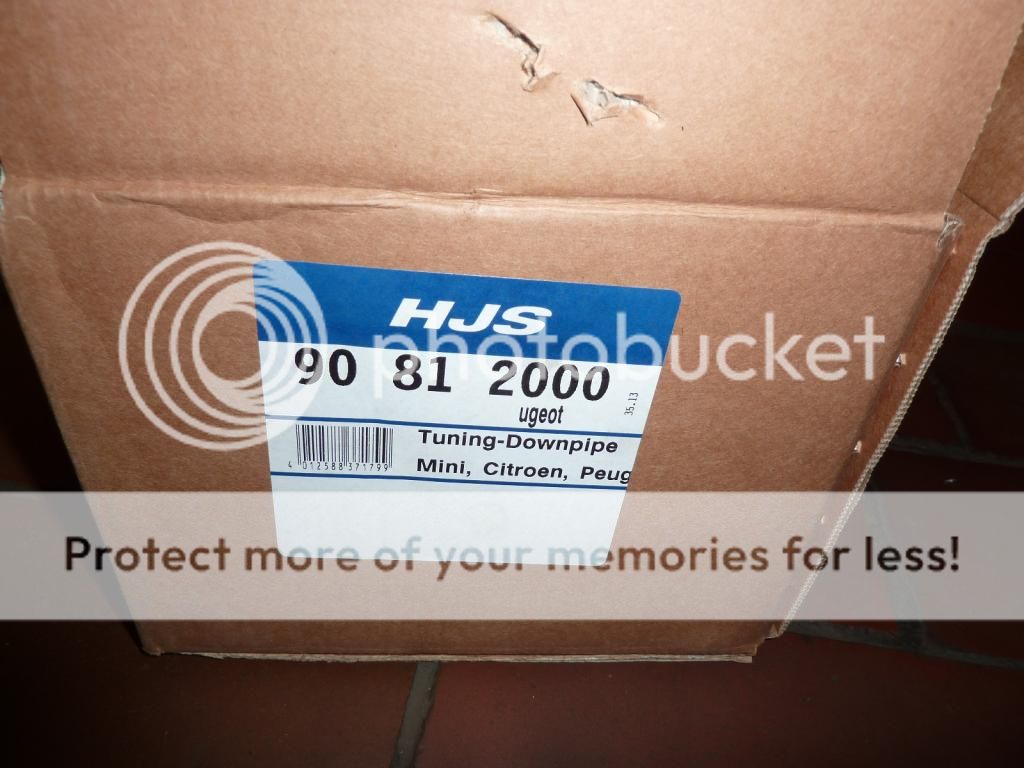 HJS
90 81 2000
ugeot
35.13
Tuning-Downpipe
Mini, Citroen, Peug
4 012588 371799
photobucket
Protect more of your memories for less!